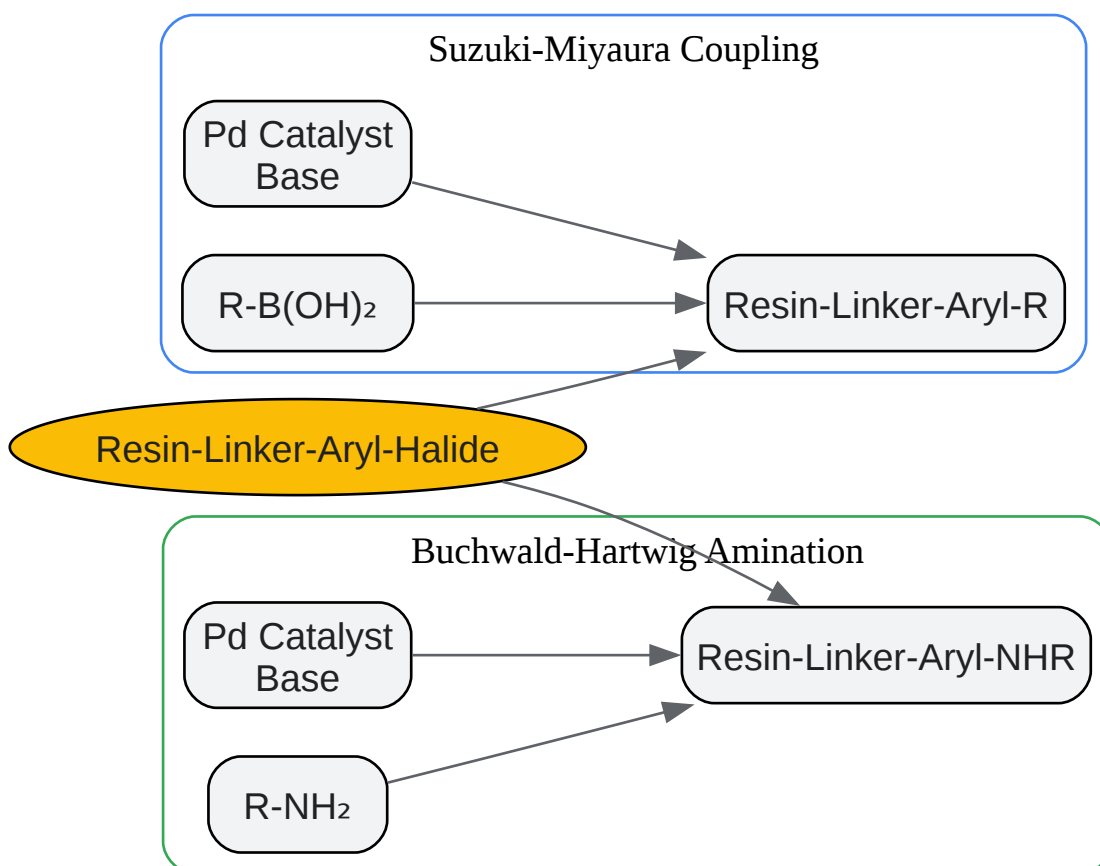 Suzuki-Miyaura Coupling
Pd Catalyst
Base
R-B(OH)₂
Resin-Linker-Aryl-R
Resin-Linker-Aryl-Halide
Buchwald-Hartwig Amination
Pd Catalyst
Base
Resin-Linker-Aryl-NHR
R-NH₂